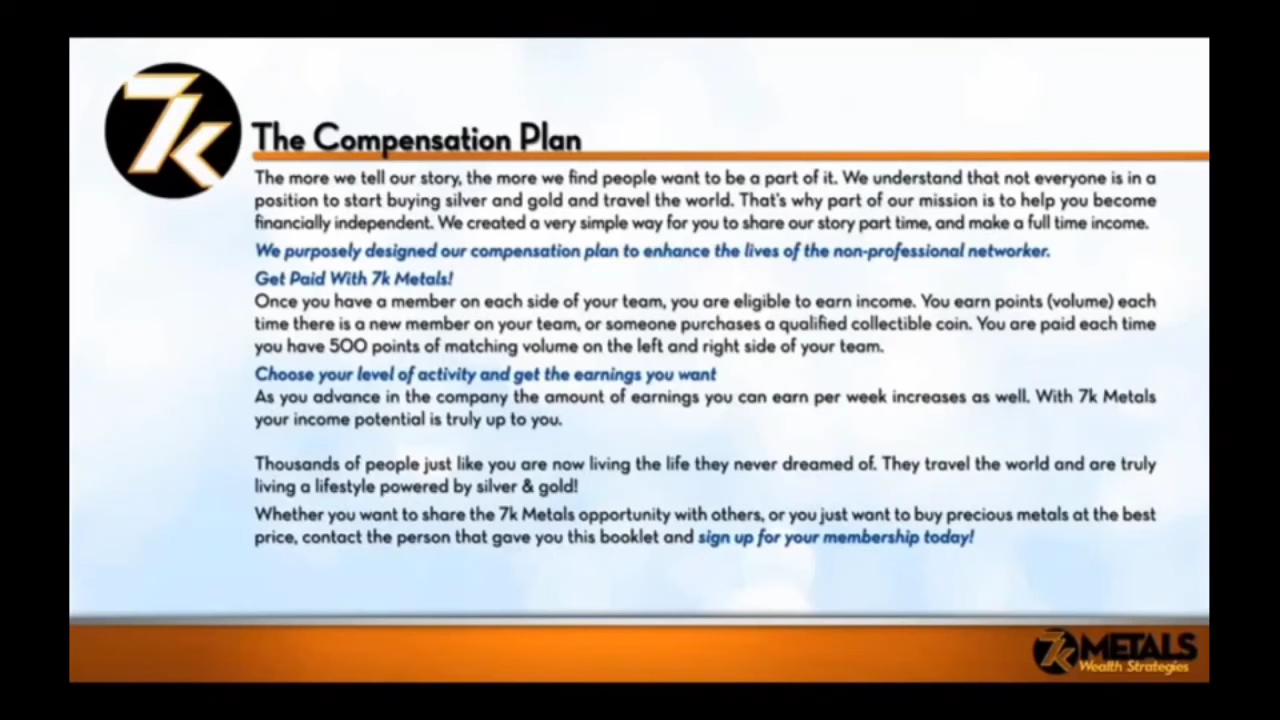 7k
The Compensation Plan
The more we tell our story, the more we find people want to be a part of it. We understand that not everyone is in a
position to start buying silver and gold and travel the world. That's why part of our mission is to help you become
financially independent. We created a very simple way for you to share our story part time, and make a full time income.
We purposely designed our compensation plan to enhance the lives of the non-professional networker.
Get Paid With 7k Metals!
Once you have a member on each side of your team, you are eligible to earn income. You earn points (volume) each
time there is a new member on your team, or someone purchases a qualified collectible coin. You are paid each time
you have 500 points of matching volume on the left and right side of your team.
Choose your level of activity and get the earnings you want
As you advance in the company the amount of earnings you can earn per week increases as well. With 7k Metals
your income potential is truly up to you.
Thousands of people just like you are now living the life they never dreamed of. They travel the world and are truly
living a lifestyle powered by silver & gold!
Whether you want to share the 7k Metals opportunity with others, or you just want to buy precious metals at the best
price, contact the person that gave you this booklet and sign up for your membership today!
7k METALS
Wealth Strategies